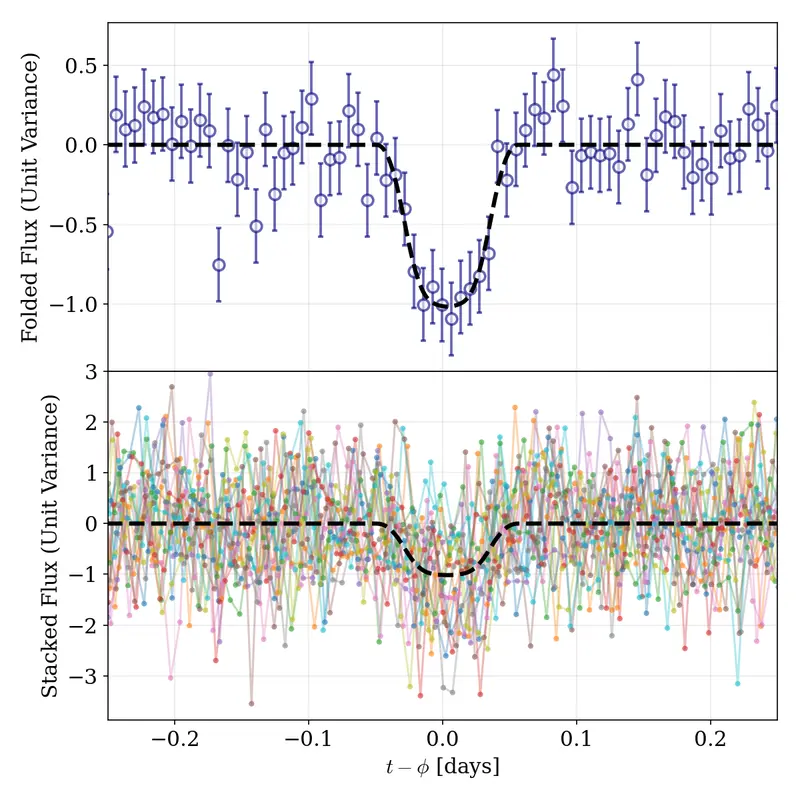 Folded Flux (Unit Variance)
0.5
0.0
−0.5
−1.0
Stacked Flux (Unit Variance)
3
2
1
0
−1
−2
−3
−0.2 −0.1 0.0 0.1 0.2
t − ϕ [days]